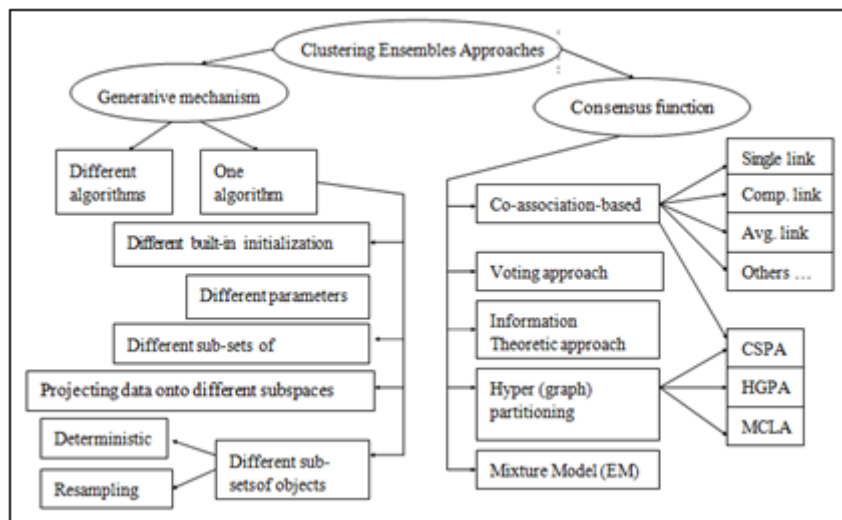 Clustering Ensembles Approaches
Generative mechanism
Consensus function
Different
algorithms
One
algorithm
Different built-in initialization
Different parameters
Different sub-sets of
Projecting data onto different subspaces
Deterministic
Resampling
Different sub-
setsof objects
Co-association-based
Voting approach
Information
Theoretic approach
Hyper (graph)
partitioning
Mixture Model (EM)
Single link
Comp. link
Avg. link
Others ...
CSPA
HGPA
MCLA